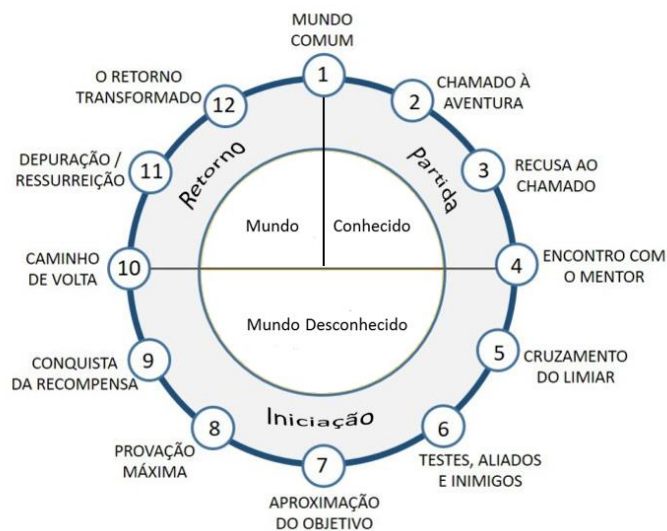 1
MUNDO
COMUM
2
CHAMADO À
AVENTURA
3
RECUSA AO
CHAMADO
4
ENCONTRO COM
O MENTOR
5
CRUZAMENTO
DO LIMIAR
6
TESTES, ALIADOS
E INIMIGOS
7
APROXIMAÇÃO
DO OBJETIVO
8
PROVAÇÃO
MÁXIMA
9
CONQUISTA
DA RECOMPENSA
10
CAMINHO
DE VOLTA
11
DEPURAÇÃO /
RESSURREIÇÃO
12
O RETORNO
TRANSFORMADO
Retorno
Partida
Iniciação
Mundo Conhecido
Mundo Desconhecido